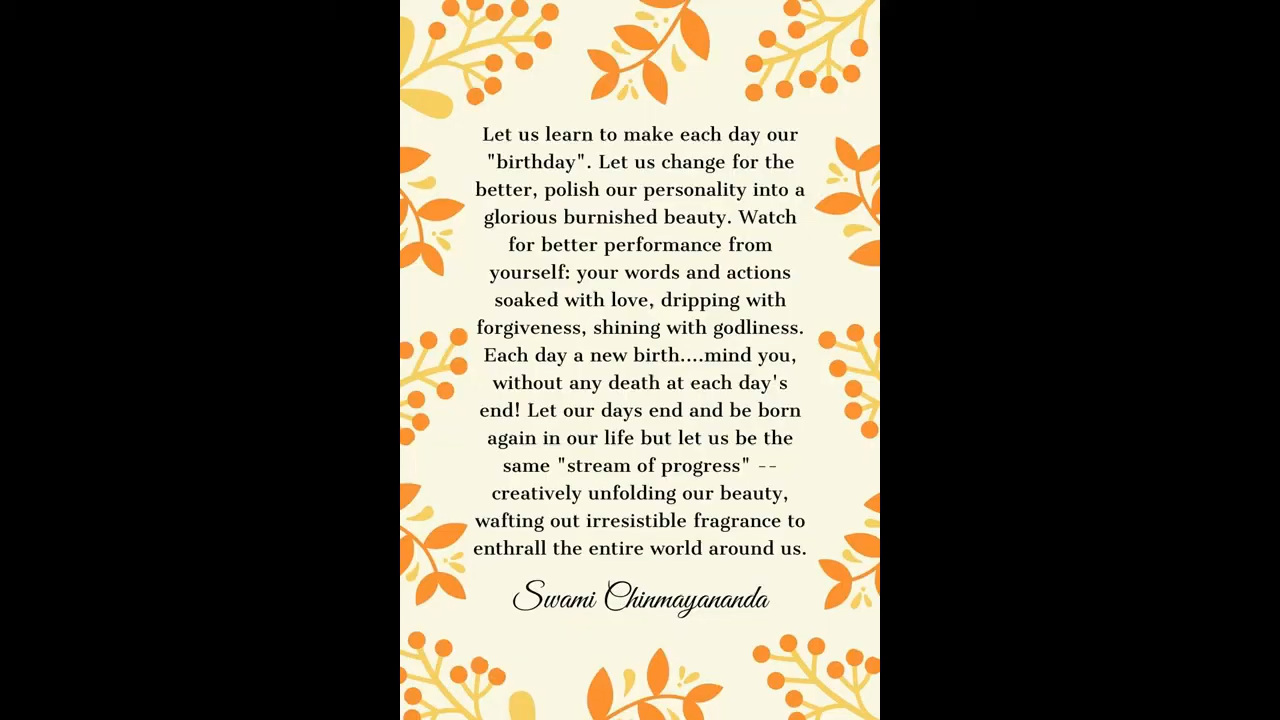 Let us learn to make each day our
"birthday". Let us change for the
better, polish our personality into a
glorious burnished beauty. Watch
for better performance from
yourself: your words and actions
soaked with love, dripping with
forgiveness, shining with godliness.
Each day a new birth....mind you,
without any death at each day's
end! Let our days end and be born
again in our life but let us be the
same "stream of progress" --
creatively unfolding our beauty,
wafting out irresistible fragrance to
enthrall the entire world around us.
Swami Chinmayananda